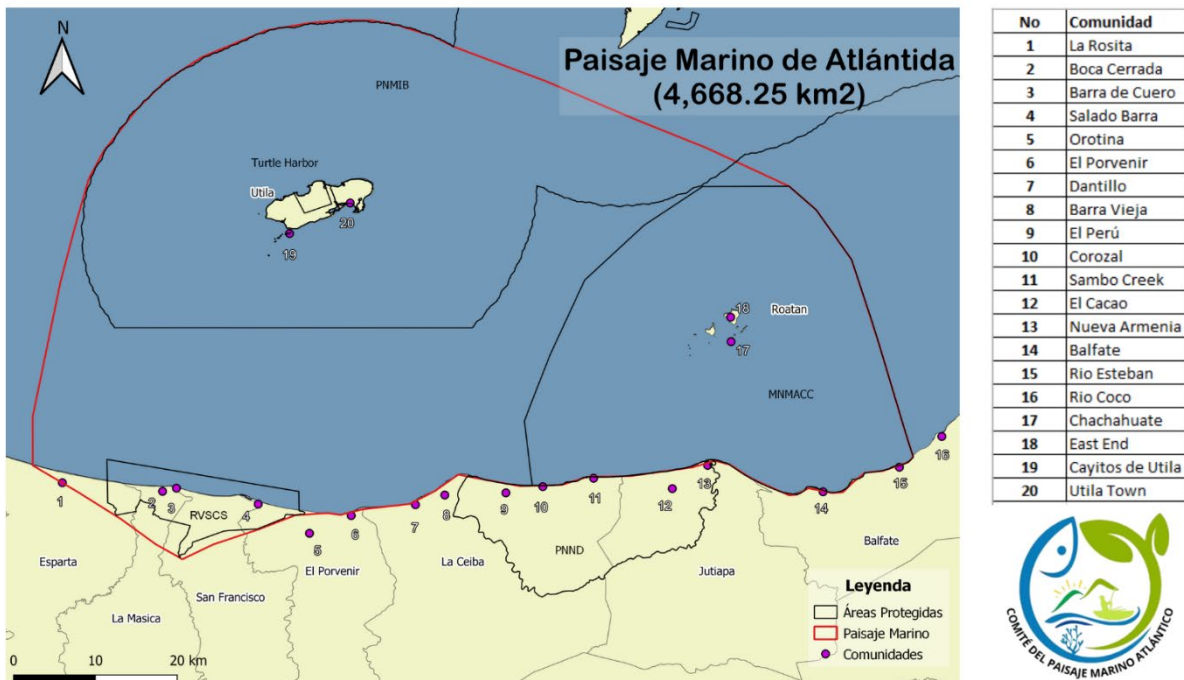 N
Paisaje Marino de Atlántida
(4,668.25 km2)
PNMIB
Turtle Harbor
Utila
20
19
18
Roatan
17
MNMACC
16
1
2
3
RVSCS
4
5
6
7
8
9
10
11
12
13
14
15
PNND
Esparta
La Masica
San Francisco
El Porvenir
La Ceiba
Jutiapa
Balfate
Leyenda
Áreas Protegidas
Paisaje Marino
Comunidades
0 10 20 km
No Comunidad
1 La Rosita
2 Boca Cerrada
3 Barra de Cuero
4 Salado Barra
5 Orotina
6 El Porvenir
7 Dantillo
8 Barra Vieja
9 El Perú
10 Corozal
11 Sambo Creek
12 El Cacao
13 Nueva Armenia
14 Balfate
15 Rio Esteban
16 Rio Coco
17 Chachahuate
18 East End
19 Cayitos de Utila
20 Utila Town
COMITÉ DEL PAISAJE MARINO ATLÁNTICO